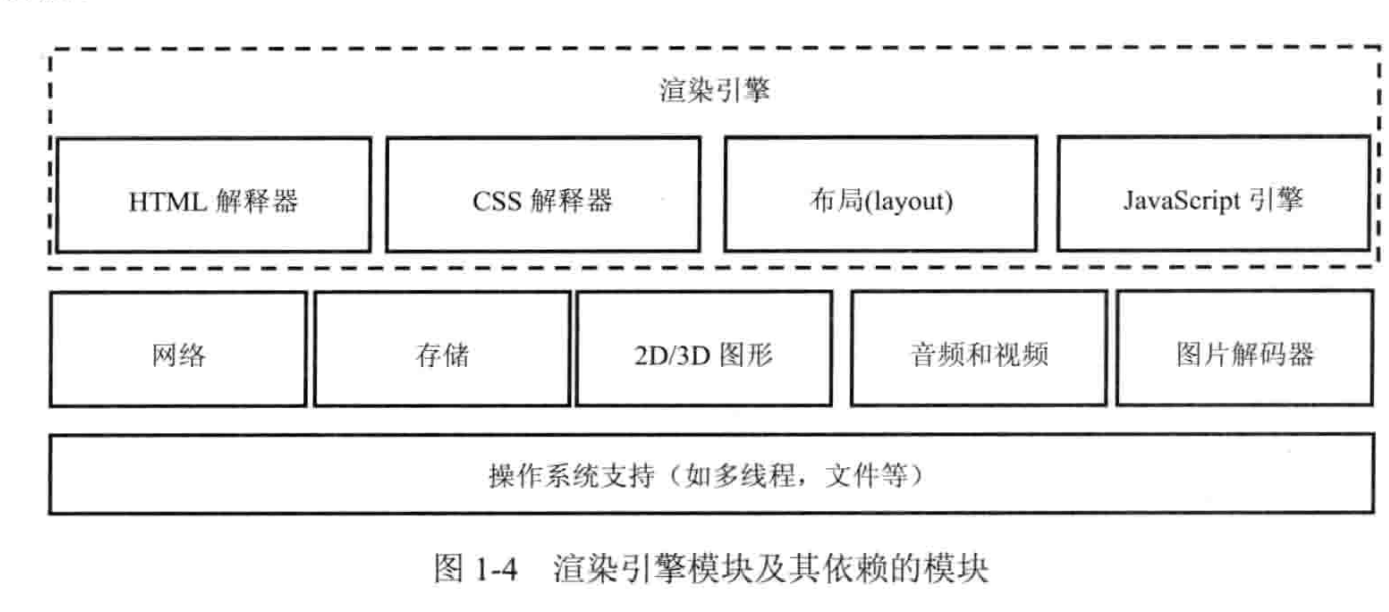 渲染引擎
HTML 解释器 CSS 解释器 布局(layout) JavaScript 引擎
网络 存储 2D/3D 图形 音频和视频 图片解码器
操作系统支持（如多线程，文件等）
图 1-4 渲染引擎模块及其依赖的模块